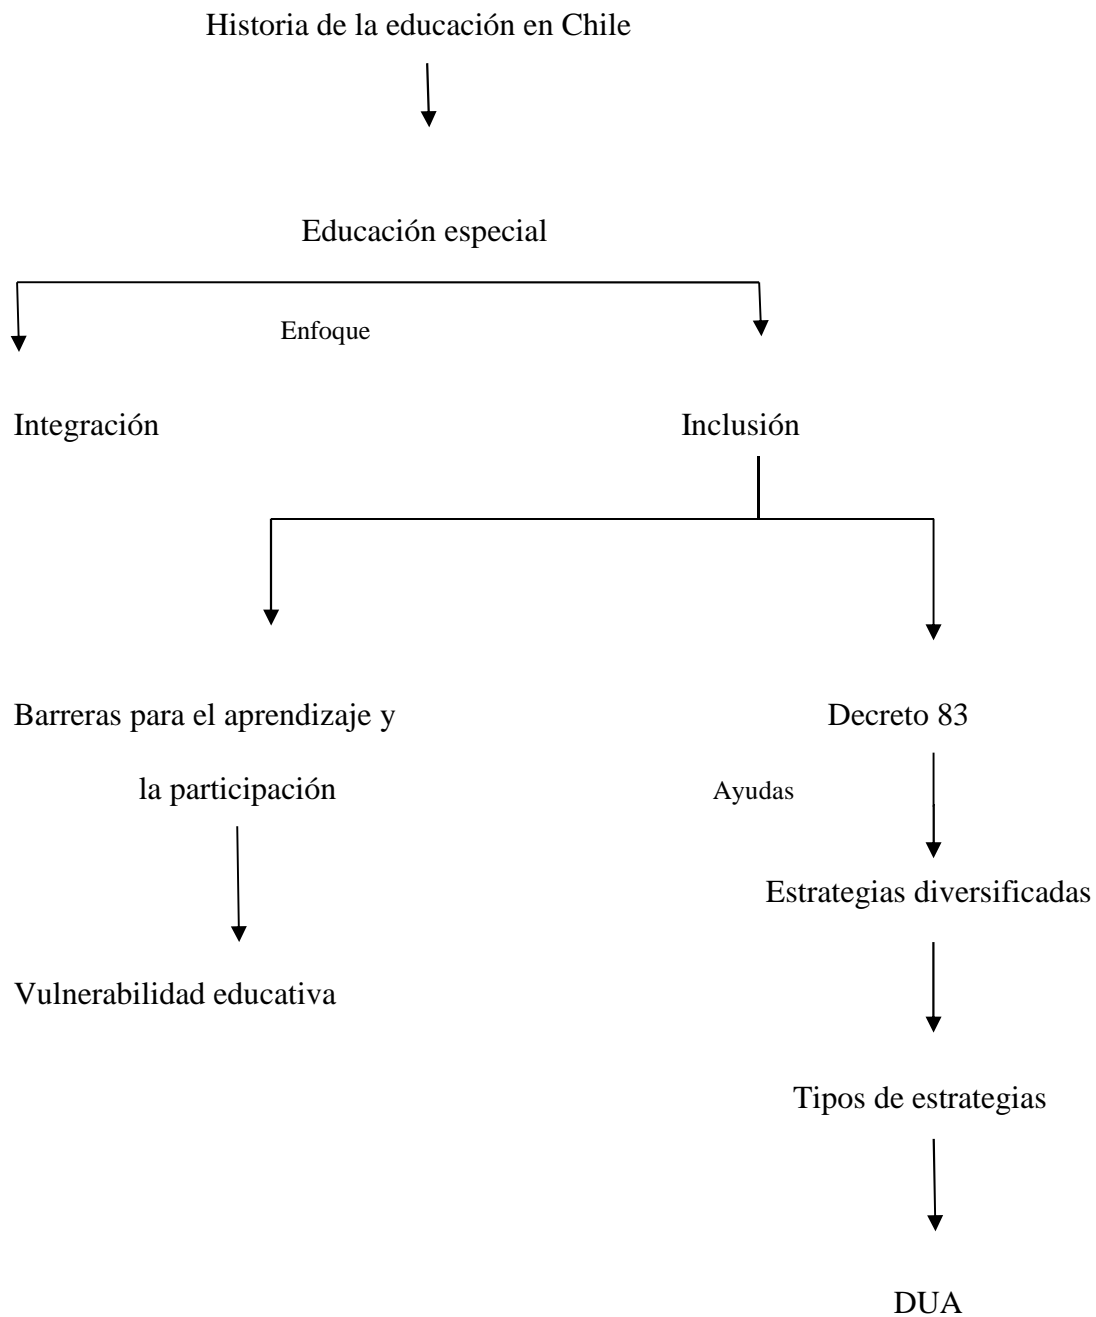 Historia de la educación en Chile
Educación especial
Enfoque
Integración
Inclusión
Barreras para el aprendizaje y
la participación
Decreto 83
Ayudas
Estrategias diversificadas
Vulnerabilidad educativa
Tipos de estrategias
DUA